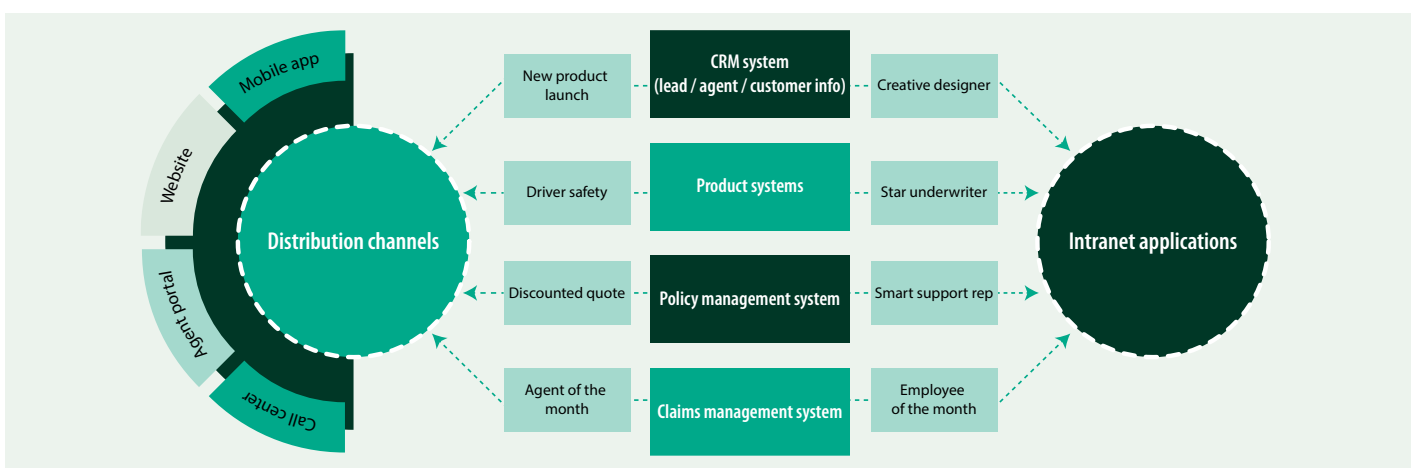 Mobile app
Website
Agent portal
Call center
Distribution channels
New product
launch
Driver safety
Discounted quote
Agent of the
month
CRM system
(lead / agent / customer info)
Product systems
Policy management system
Claims management system
Creative designer
Star underwriter
Smart support rep
Employee
of the month
Intranet applications